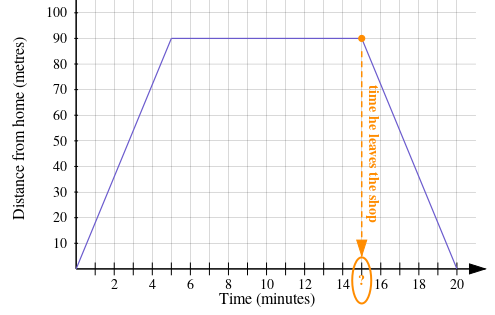 100
90
80
70
60
50
40
30
20
10
Distance from home (metres)
time he leaves the shop
2 4 6 8 10 12 14 ? 16 18 20
Time (minutes)